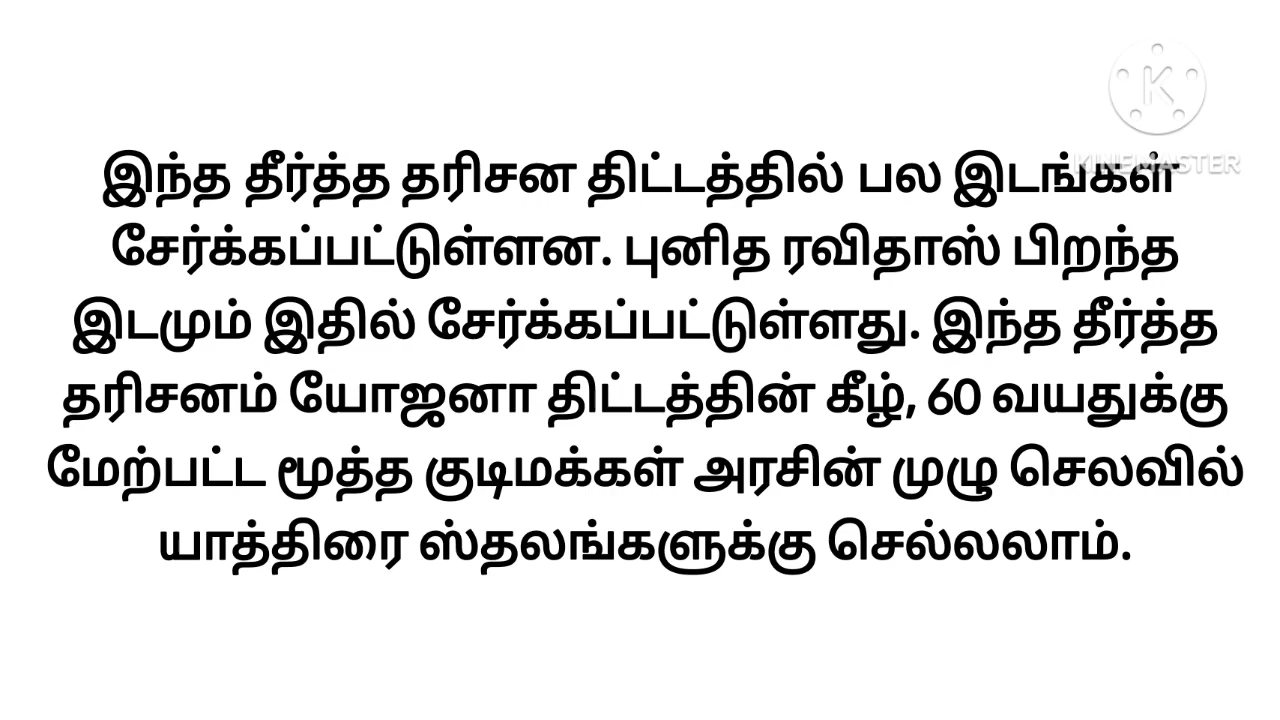 KINEMASTER
இந்த தீர்த்த தரிசன திட்டத்தில் பல இடங்கள்
சேர்க்கப்பட்டுள்ளன. புனித ரவிதாஸ் பிறந்த
இடமும் இதில் சேர்க்கப்பட்டுள்ளது. இந்த தீர்த்த
தரிசனம் யோஜனா திட்டத்தின் கீழ், 60 வயதுக்கு
மேற்பட்ட மூத்த குடிமக்கள் அரசின் முழு செலவில்
யாத்திரை ஸ்தலங்களுக்கு செல்லலாம்.